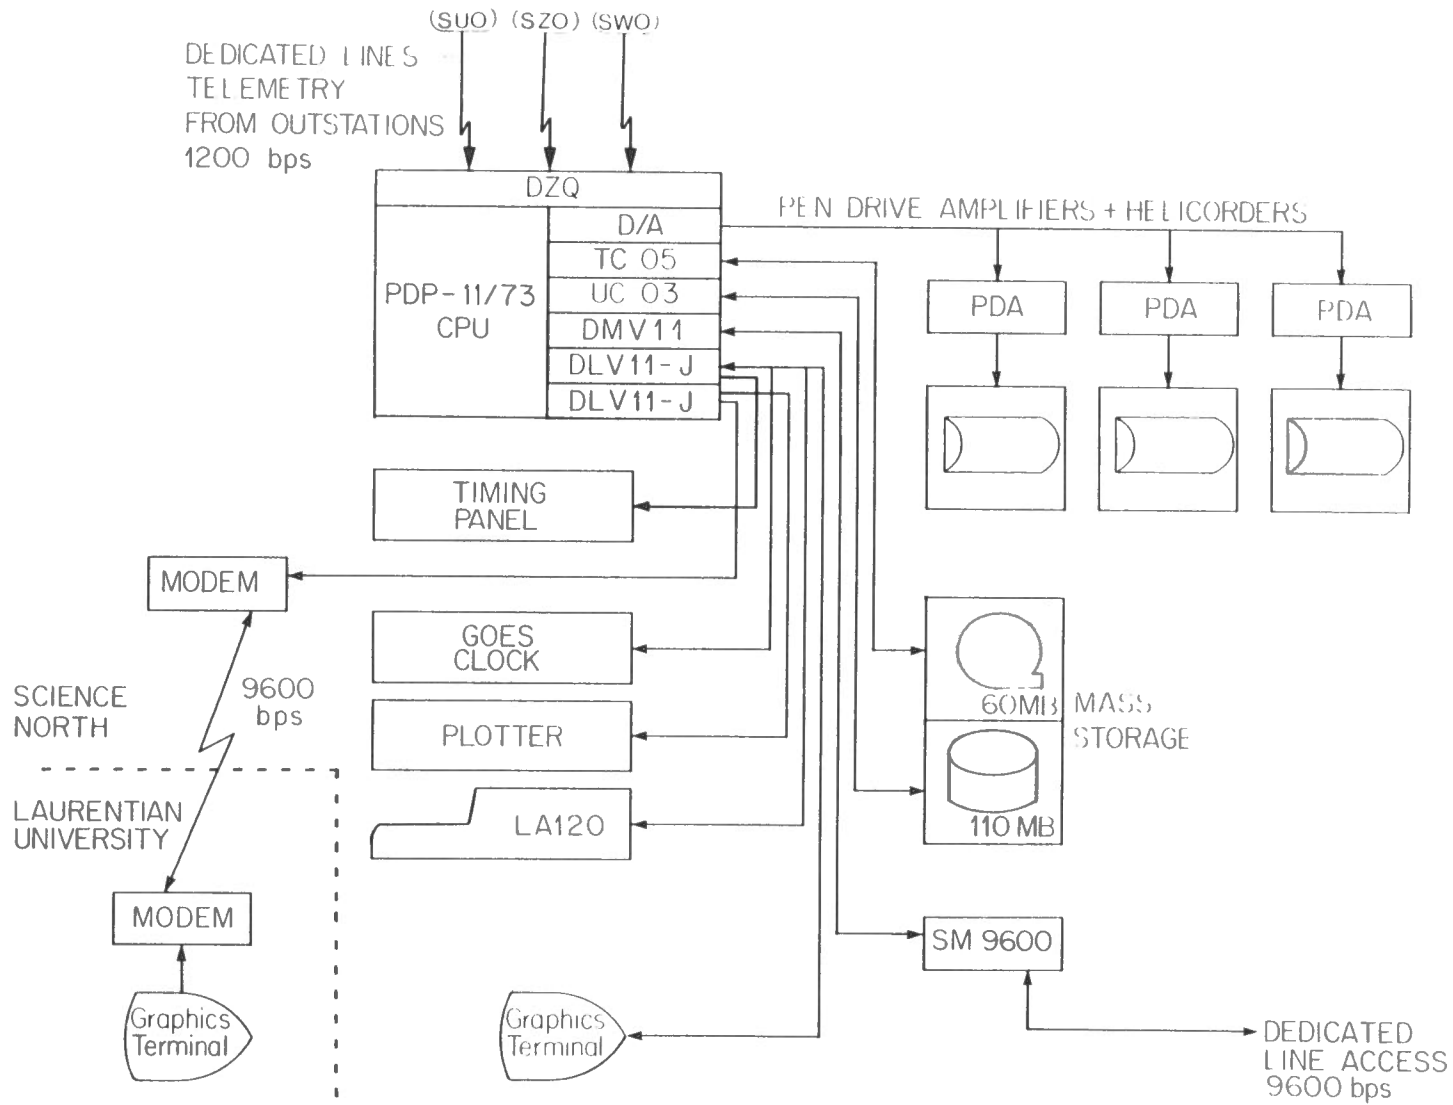 (SUO) (SZO) (SWO)
DEDICATED LINES
TELEMETRY
FROM OUTSTATIONS
1200 bps
DZQ
D/A
TC 05
UC 03
DMV11
DLV11-J
DLV11-J
PDP-11/73
CPU
PEN DRIVE AMPLIFIERS + HELICORDERS
PDA
PDA
PDA
TIMING
PANEL
MODEM
GOES
CLOCK
SCIENCE
NORTH
9600
bps
PLOTTER
60MB
MASS
STORAGE
LAURENTIAN
UNIVERSITY
LA120
110 MB
MODEM
SM 9600
Graphics
Terminal
Graphics
Terminal
DEDICATED
LINE ACCESS
9600 bps